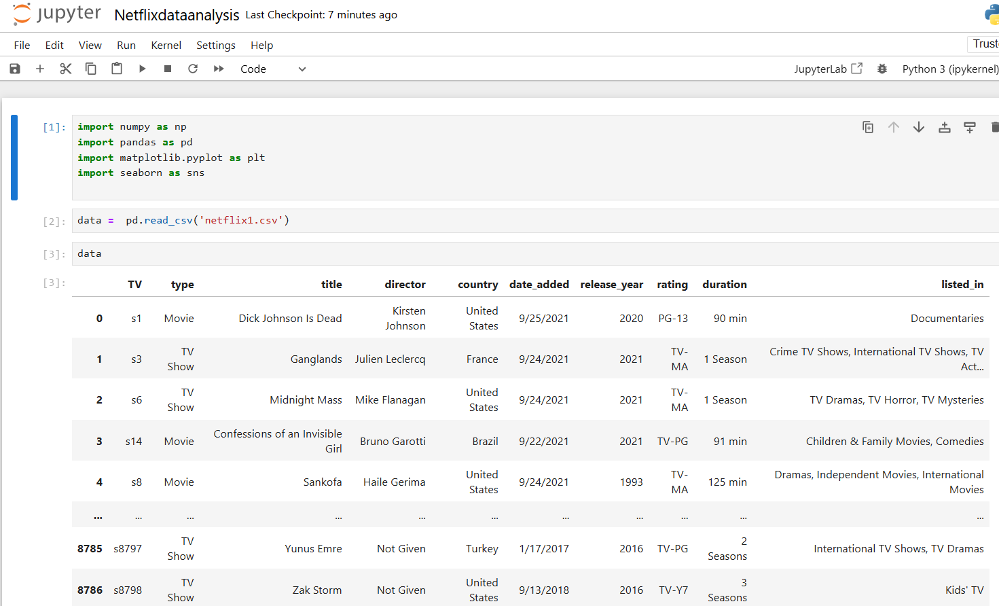 jupyter Netflixdataanalysis Last Checkpoint: 7 minutes ago
File Edit View Run Kernel Settings Help
Code JupyterLab Python 3 (ipykernel)
[1]: import numpy as np
import pandas as pd
import matplotlib.pyplot as plt
import seaborn as sns
[2]: data = pd.read_csv('netflix1.csv')
[3]: data
[3]: TV type title director country date_added release_year rating duration listed_in
0 s1 Movie Dick Johnson Is Dead Kirsten Johnson United States 9/25/2021 2020 PG-13 90 min Documentaries
1 s3 TV Show Ganglands Julien Leclercq France 9/24/2021 2021 TV-MA 1 Season Crime TV Shows, International TV Shows, TV Act...
2 s6 TV Show Midnight Mass Mike Flanagan United States 9/24/2021 2021 TV-MA 1 Season TV Dramas, TV Horror, TV Mysteries
3 s14 Movie Confessions of an Invisible Girl Bruno Garotti Brazil 9/22/2021 2021 TV-PG 91 min Children & Family Movies, Comedies
4 s8 Movie Sankofa Haile Gerima United States 9/24/2021 1993 TV-MA 125 min Dramas, Independent Movies, International Movies
... ... ... ... ... ... ... ... ... ... ...
8785 s8797 TV Show Yunus Emre Not Given Turkey 1/17/2017 2016 TV-PG 2 Seasons International TV Shows, TV Dramas
8786 s8798 TV Show Zak Storm Not Given United States 9/13/2018 2016 TV-Y7 3 Seasons Kids' TV